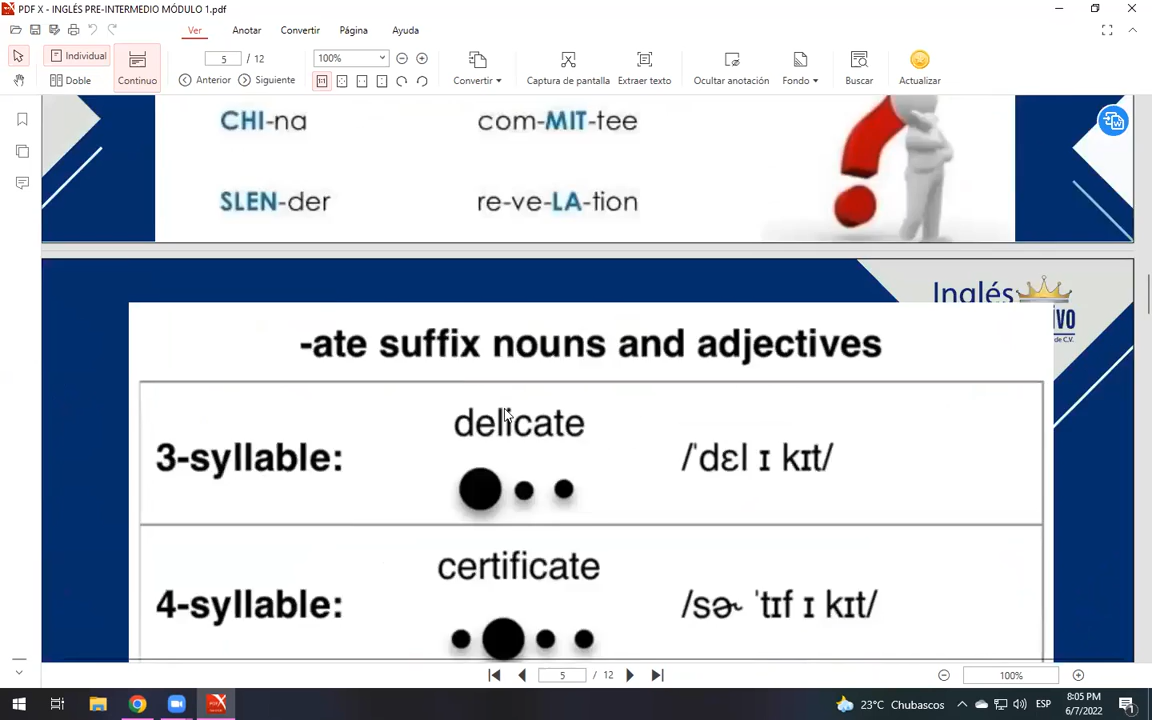 PDF X - INGLÉS PRE-INTERMEDIO MÓDULO 1.pdf
Ver Anotar Convertir Página Ayuda
Individual Doble Continuo 5 / 12 Anterior Siguiente 100% Convertir Captura de pantalla Extraer texto Ocultar anotación Fondo Buscar Actualizar
CHI-na com-MIT-tee
SLEN-der re-ve-LA-tion
Inglés
de C.V.
-ate suffix nouns and adjectives
delicate
3-syllable: /ˈdɛl ɪ kɪt/
certificate
4-syllable: /sɚ ˈtɪf ɪ kɪt/
5 / 12 100%
23°C Chubascos ESP 8:05 PM
6/7/2022